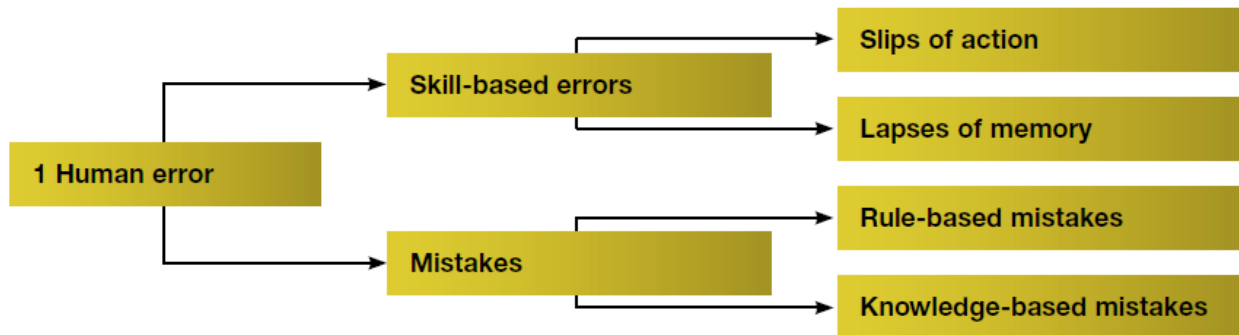 1 Human error
Skill-based errors
Slips of action
Lapses of memory
Mistakes
Rule-based mistakes
Knowledge-based mistakes